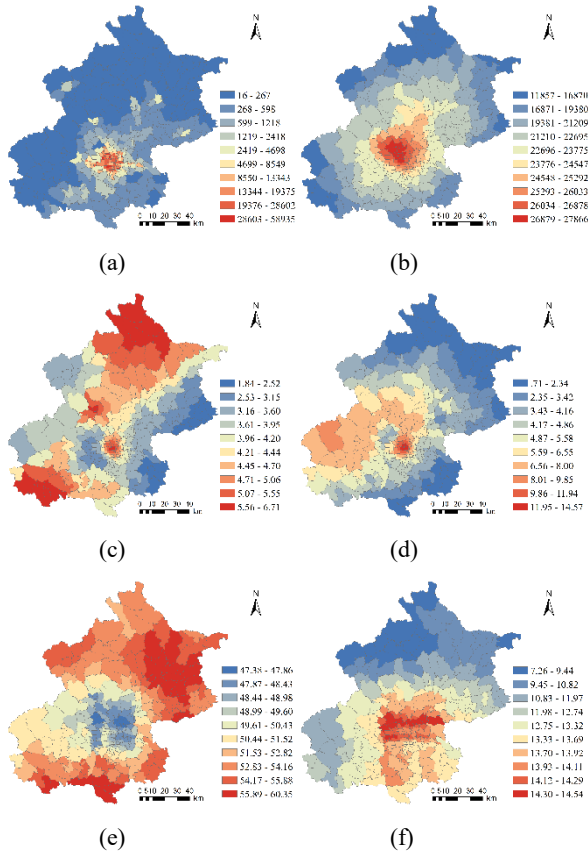 N
16 - 267
268 - 598
599 - 1218
1219 - 2418
2419 - 4698
4699 - 8549
8550 - 13343
13344 - 19375
19376 - 28602
28603 - 58935
0 5 10 20 30 40
km
(a)
N
11857 - 16870
16871 - 19380
19381 - 21209
21210 - 22695
22696 - 23775
23776 - 24547
24548 - 25292
25293 - 26033
26034 - 26878
26879 - 27866
0 5 10 20 30 40
km
(b)
N
1.84 - 2.52
2.53 - 3.15
3.16 - 3.60
3.61 - 3.95
3.96 - 4.20
4.21 - 4.44
4.45 - 4.70
4.71 - 5.06
5.07 - 5.55
5.56 - 6.71
0 5 10 20 30 40
km
(c)
N
.71 - 2.34
2.35 - 3.42
3.43 - 4.16
4.17 - 4.86
4.87 - 5.58
5.59 - 6.55
6.56 - 8.00
8.01 - 9.85
9.86 - 11.94
11.95 - 14.57
0 5 10 20 30 40
km
(d)
N
47.38 - 47.86
47.87 - 48.43
48.44 - 48.98
48.99 - 49.60
49.61 - 50.43
50.44 - 51.52
51.53 - 52.82
52.83 - 54.16
54.17 - 55.88
55.89 - 60.35
0 5 10 20 30 40
km
(e)
N
7.26 - 9.44
9.45 - 10.82
10.83 - 11.97
11.98 - 12.74
12.75 - 13.32
13.33 - 13.69
13.70 - 13.92
13.93 - 14.11
14.12 - 14.29
14.30 - 14.54
0 5 10 20 30 40
km
(f)